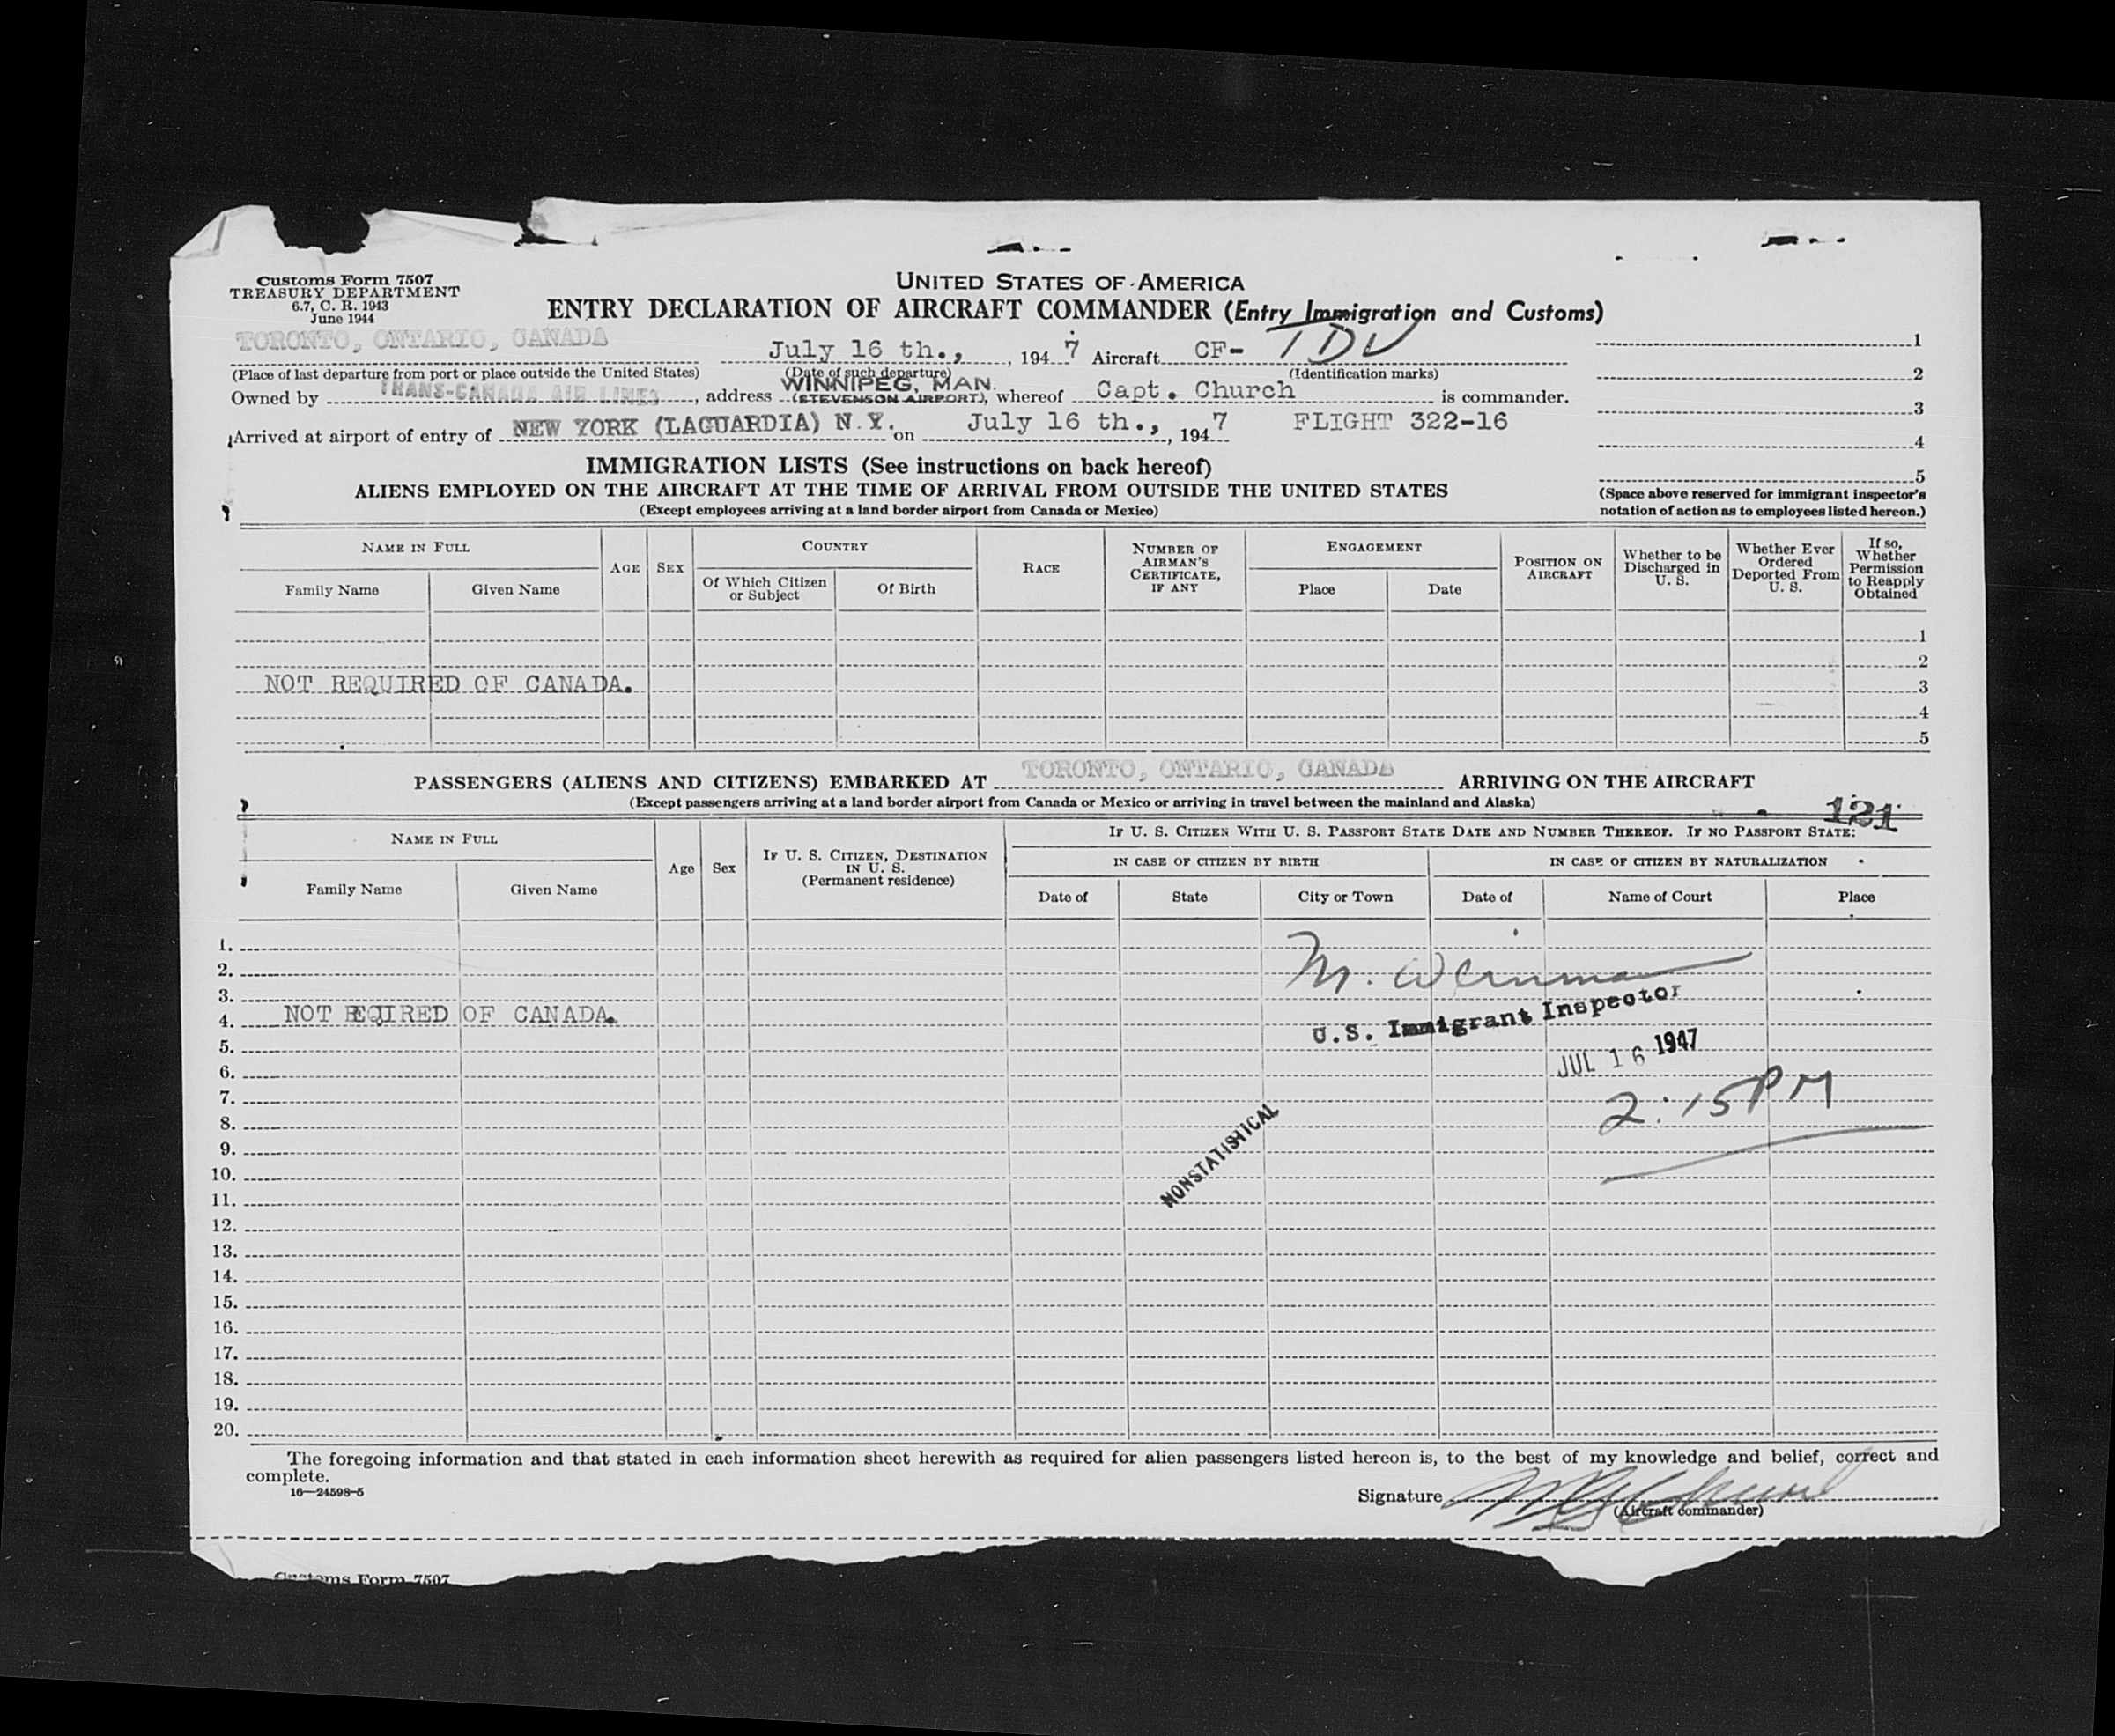 Customs Form 7507
TREASURY DEPARTMENT
6.7, C. R. 1943
June 1944
UNITED STATES OF AMERICA
ENTRY DECLARATION OF AIRCRAFT COMMANDER (Entry Immigration and Customs)
TORONTO, ONTARIO, CANADA July 16 th., , 194 7 Aircraft CF- TDV 1
(Place of last departure from port or place outside the United States) (Date of such departure) (Identification marks) 2
WINNIPEG, MAN.
Owned by TRANS-CANADA AIR LINES , address (STEVENSON AIRPORT), whereof Capt. Church is commander. 3
Arrived at airport of entry of NEW YORK (LAGUARDIA) N.Y. on July 16 th., , 194 7 FLIGHT 322-16 4
IMMIGRATION LISTS (See instructions on back hereof) 5
ALIENS EMPLOYED ON THE AIRCRAFT AT THE TIME OF ARRIVAL FROM OUTSIDE THE UNITED STATES
(Except employees arriving at a land border airport from Canada or Mexico)
(Space above reserved for immigrant inspector's
notation of action as to employees listed hereon.)
NAME IN FULL
Family Name Given Name
AGE
SEX
COUNTRY
Of Which Citizen or Subject Of Birth
RACE
NUMBER OF AIRMAN'S CERTIFICATE, IF ANY
ENGAGEMENT
Place Date
POSITION ON AIRCRAFT
Whether to be Discharged in U. S.
Whether Ever Ordered Deported From U. S.
If so, Whether Permission to Reapply Obtained
1
2
NOT REQUIRED OF CANADA. 3
4
5
PASSENGERS (ALIENS AND CITIZENS) EMBARKED AT TORONTO, ONTARIO, CANADA ARRIVING ON THE AIRCRAFT
(Except passengers arriving at a land border airport from Canada or Mexico or arriving in travel between the mainland and Alaska)
121
NAME IN FULL
Family Name Given Name
Age
Sex
IF U. S. CITIZEN, DESTINATION IN U. S. (Permanent residence)
IF U. S. CITIZEN WITH U. S. PASSPORT STATE DATE AND NUMBER THEREOF. IF NO PASSPORT STATE:
IN CASE OF CITIZEN BY BIRTH IN CASE OF CITIZEN BY NATURALIZATION
Date of State City or Town Date of Name of Court Place
1.
2. M. Weinman
3.
4. NOT REQIRED OF CANADA. U.S. Immigrant Inspector
5.
6. JUL 16 1947
7.
8. 2:15PM
9.
10. NONSTATISTICAL
11.
12.
13.
14.
15.
16.
17.
18.
19.
20.
The foregoing information and that stated in each information sheet herewith as required for alien passengers listed hereon is, to the best of my knowledge and belief, correct and
complete.
16—24598-5
Signature
(Aircraft commander)
Customs Form 7507